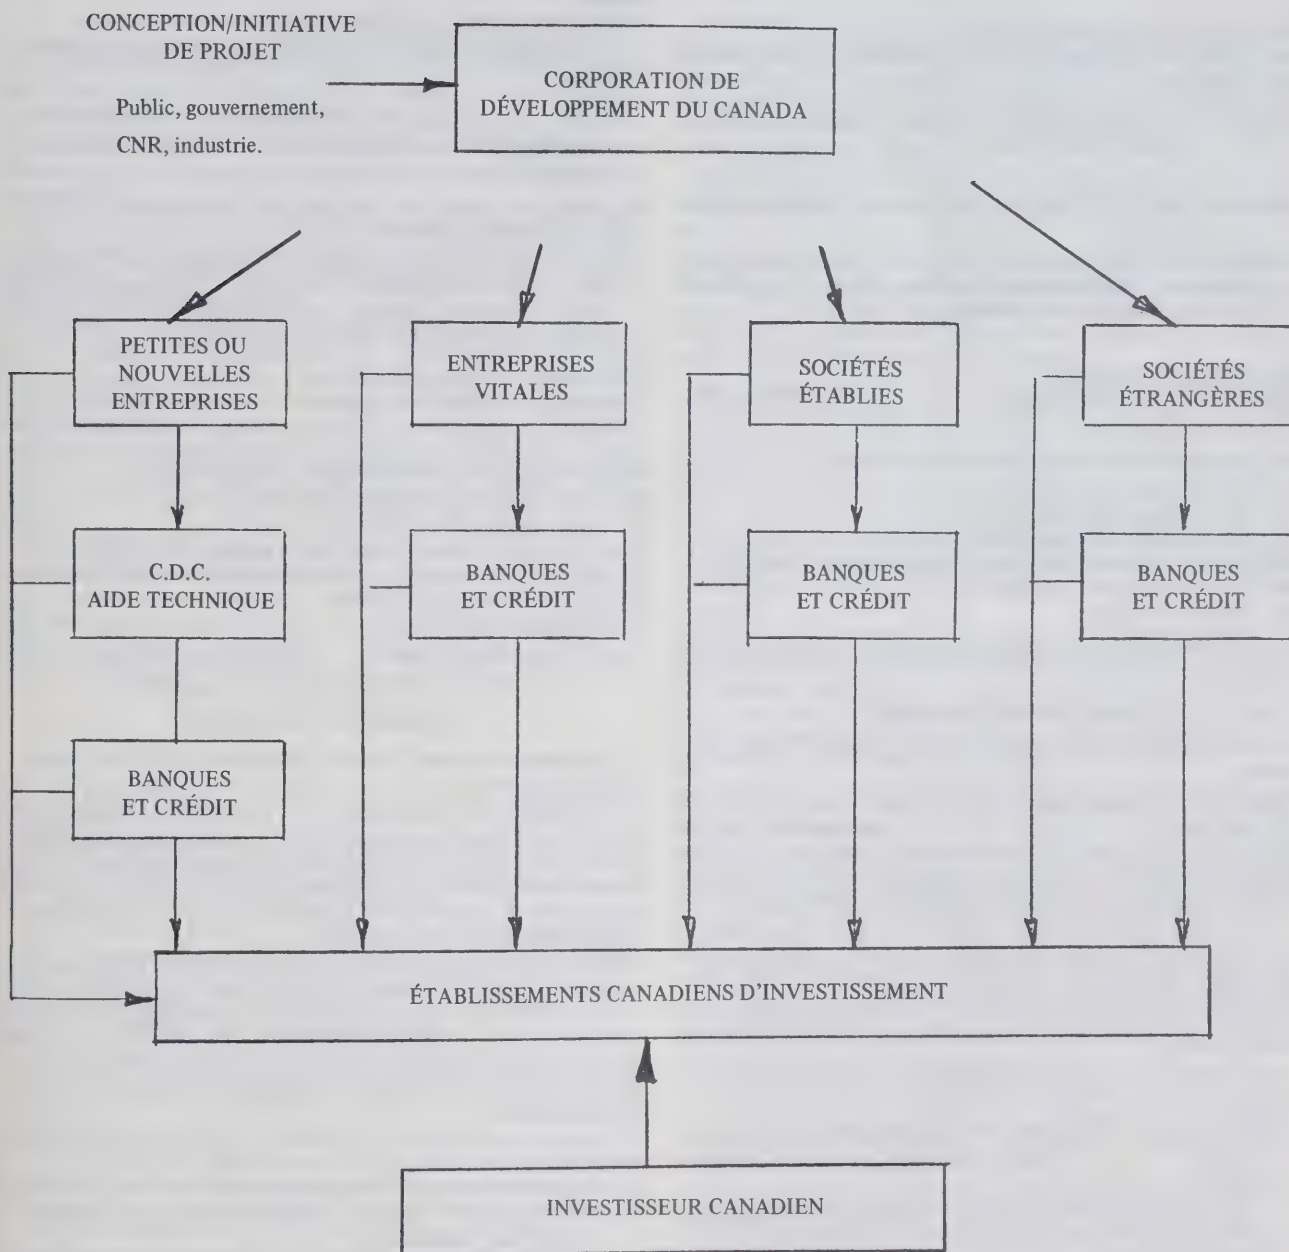 CONCEPTION/INITIATIVE
DE PROJET
Public, gouvernement,
CNR, industrie.
CORPORATION DE
DÉVELOPPEMENT DU CANADA
PETITES OU
NOUVELLES
ENTREPRISES
ENTREPRISES
VITALES
SOCIÉTÉS
ÉTABLIES
SOCIÉTÉS
ÉTRANGÈRES
C.D.C.
AIDE TECHNIQUE
BANQUES
ET CRÉDIT
BANQUES
ET CRÉDIT
BANQUES
ET CRÉDIT
BANQUES
ET CRÉDIT
ÉTABLISSEMENTS CANADIENS D'INVESTISSEMENT
INVESTISSEUR CANADIEN